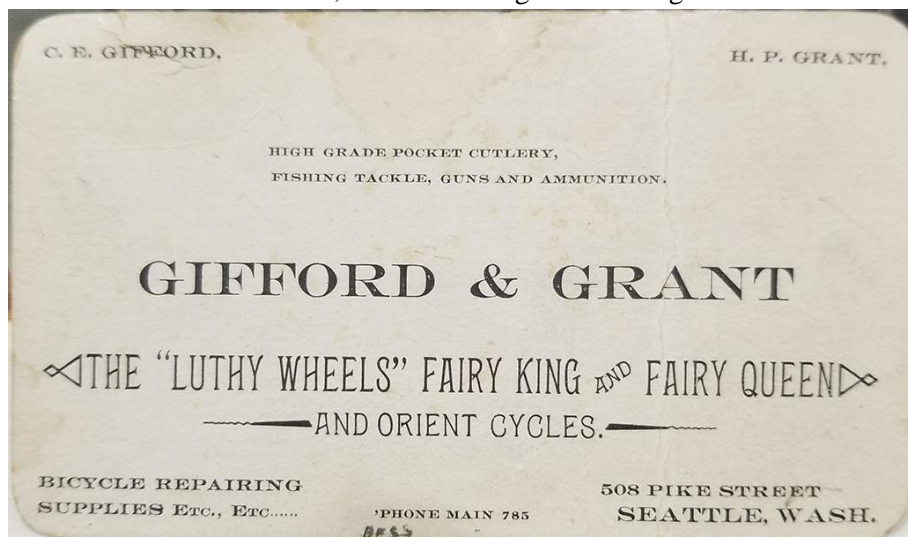 C. E. GIFFORD,
H. P. GRANT,
HIGH GRADE POCKET CUTLERY,
FISHING TACKLE, GUNS AND AMMUNITION.
GIFFORD & GRANT
THE "LUTHY WHEELS" FAIRY KING AND FAIRY QUEEN
AND ORIENT CYCLES.
BICYCLE REPAIRING
SUPPLIES ETC., ETC.....
'PHONE MAIN 785
508 PIKE STREET
SEATTLE, WASH.